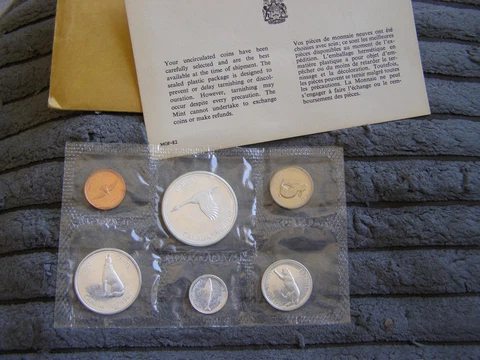 Your uncirculated coins have been
carefully selected and are the best
available at the time of shipment. The
sealed plastic package is designed to
prevent or delay tarnishing or discol-
ouration. However, tarnishing may
occur despite every precaution. The
Mint cannot undertake to exchange
coins or make refunds.
Vos pièces de monnaie neuves ont été
choisies avec soin; ce sont les meilleures
pièces disponibles au moment de l'ex-
pédition. L'emballage hermétique en
matière plastique a pour objet d'em-
pêcher ou du moins de retarder le ter-
nissage et la décoloration. Toutefois,
les pièces peuvent se ternir malgré toutes
les précautions. La Monnaie ne peut
s'engager à faire l'échange ou le rem-
boursement des pièces.